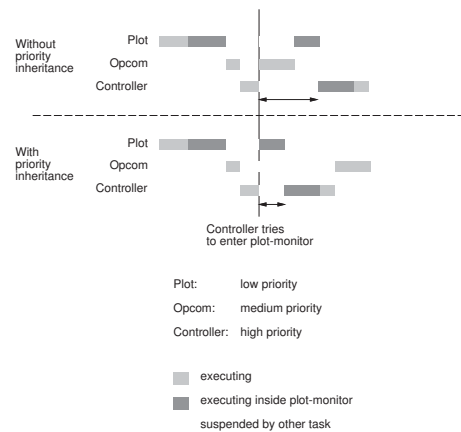 Without
priority
inheritance
Plot
Opcom
Controller
With
priority
inheritance
Plot
Opcom
Controller
Controller tries
to enter plot-monitor
Plot: low priority
Opcom: medium priority
Controller: high priority
executing
executing inside plot-monitor
suspended by other task